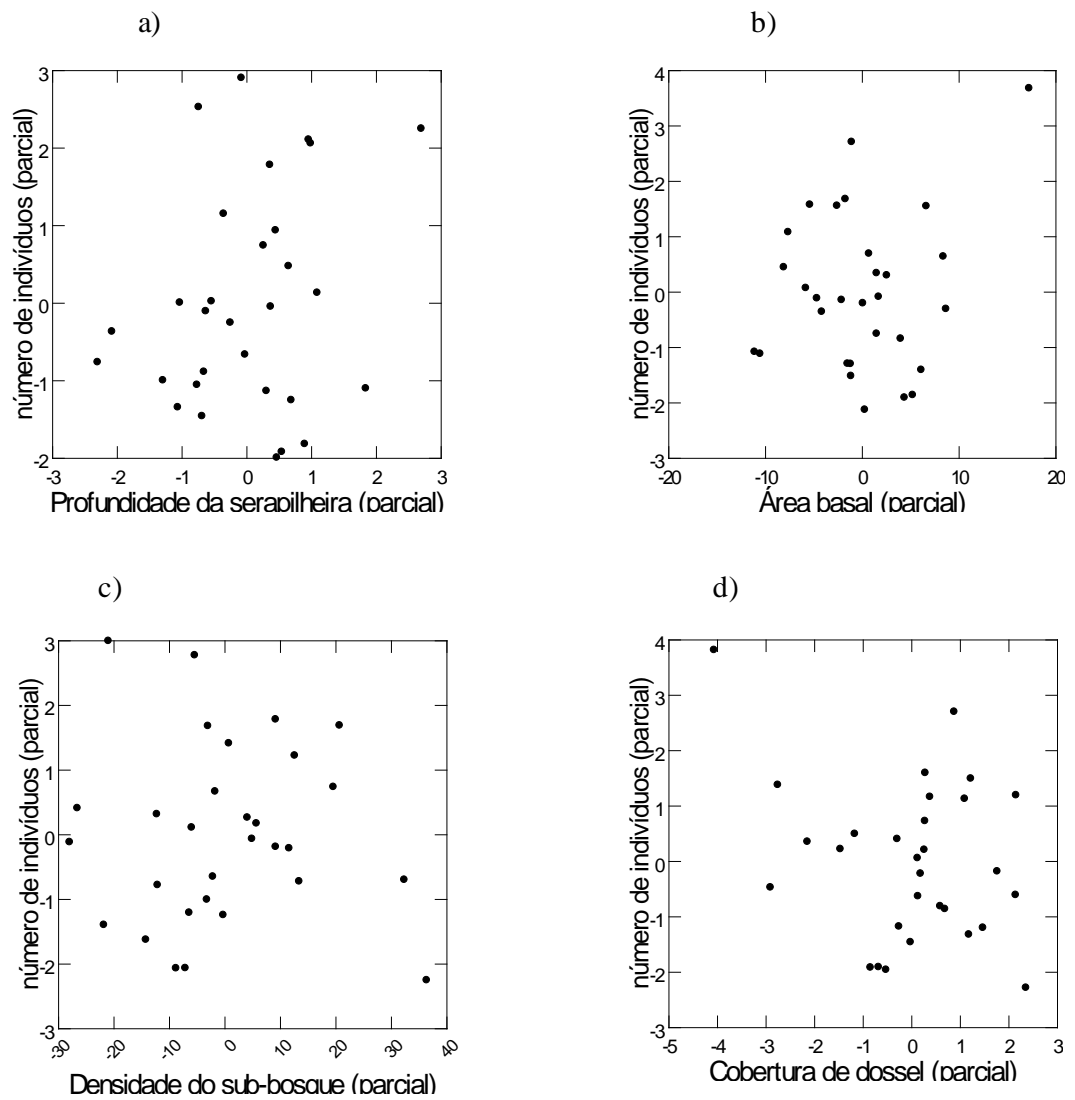 a)
b)
número de indivíduos (parcial)
3
2
1
0
-1
-2
-3 -2 -1 0 1 2 3
Profundidade da serapilheira (parcial)
número de indivíduos (parcial)
4
3
2
1
0
-1
-2
-3
-20 -10 0 10 20
Área basal (parcial)
c)
d)
número de indivíduos (parcial)
3
2
1
0
-1
-2
-3
-30 -20 -10 0 10 20 30 40
Densidade do sub-bosque (parcial)
número de indivíduos (parcial)
4
3
2
1
0
-1
-2
-3
-5 -4 -3 -2 -1 0 1 2 3
Cobertura de dossel (parcial)